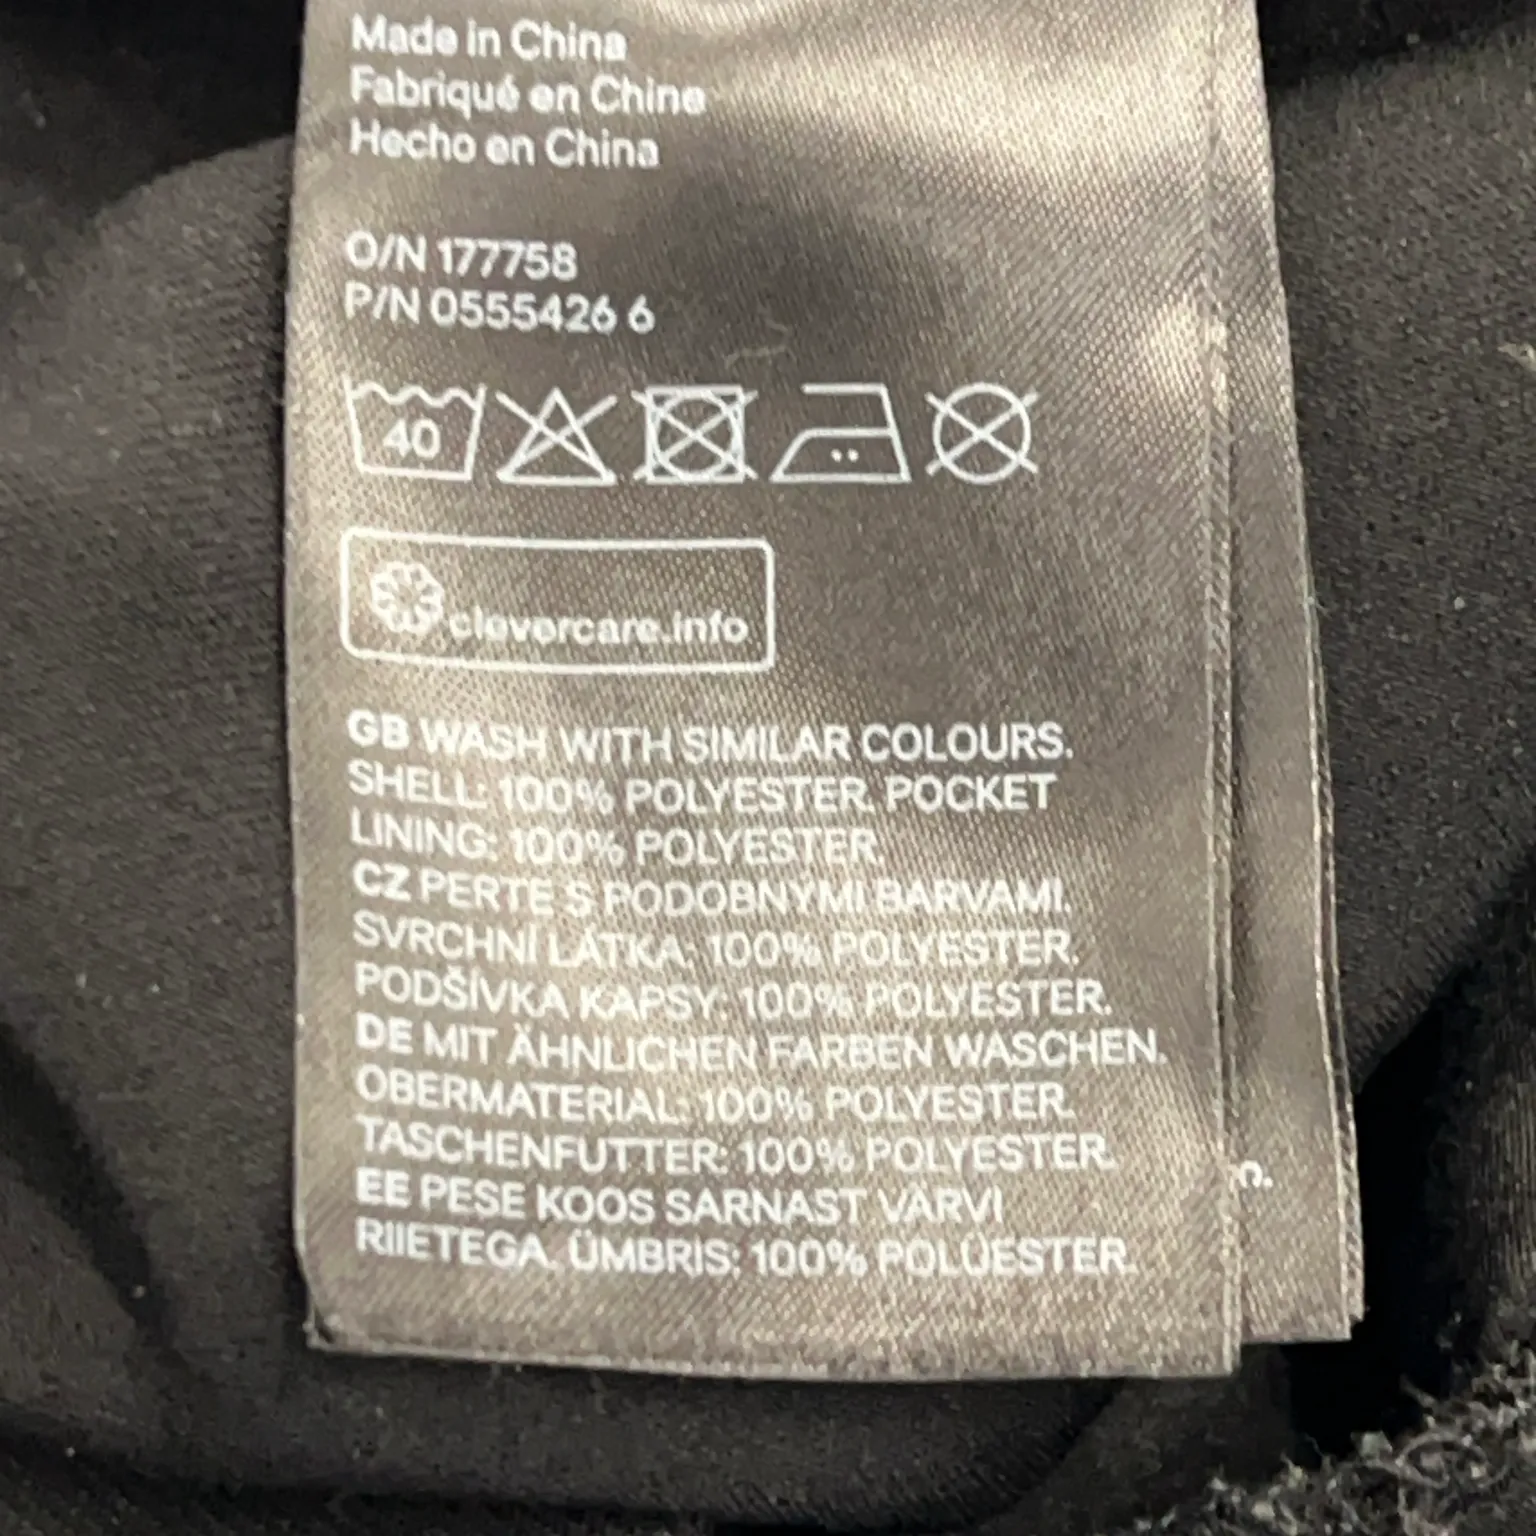 Made in China
Fabriqué en Chine
Hecho en China
O/N 177758
P/N 0555426 6
40
clevercare.info
GB WASH WITH SIMILAR COLOURS.
SHELL: 100% POLYESTER. POCKET
LINING: 100% POLYESTER.
CZ PERTE S PODOBNÝMI BARVAMI.
SVRCHNÍ LÁTKA: 100% POLYESTER.
PODŠÍVKA KAPSY: 100% POLYESTER.
DE MIT ÄHNLICHEN FARBEN WASCHEN.
OBERMATERIAL: 100% POLYESTER.
TASCHENFUTTER: 100% POLYESTER.
EE PESE KOOS SARNAST VÄRVI
RIIETEGA. ÜMBRIS: 100% POLÜESTER.